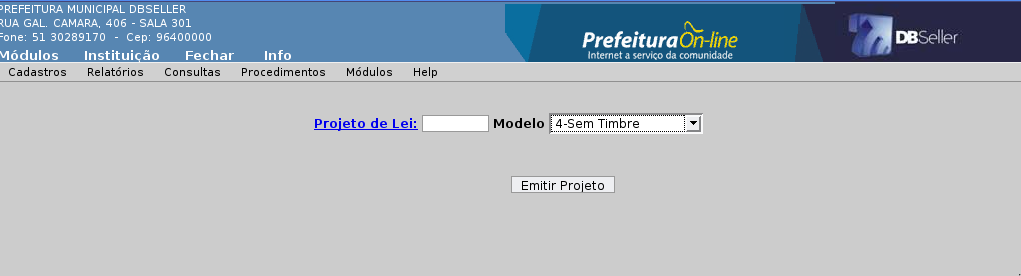 PREFEITURA MUNICIPAL DBSELLER
RUA GAL. CAMARA, 406 - SALA 301
Fone: 51 30289170 - Cep: 96400000
Módulos Instituição Fechar Info
PrefeituraOn-line
Internet a serviço da comunidade
DBSeller
Cadastros Relatórios Consultas Procedimentos Módulos Help
Projeto de Lei: Modelo 4-Sem Timbre
Emitir Projeto